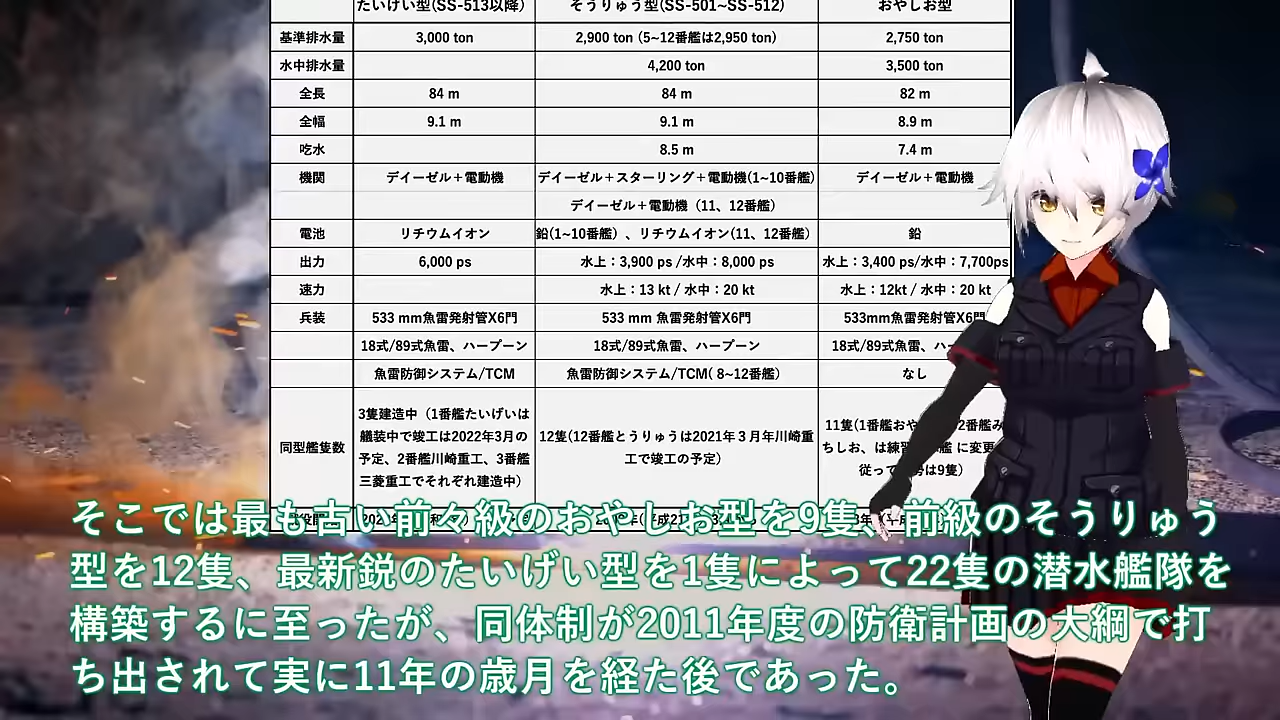 たいげい型(SS-513以降) そうりゅう型(SS-501~SS-512) おやしお型
基準排水量 3,000 ton 2,900 ton (5~12番艦は2,950 ton) 2,750 ton
水中排水量 4,200 ton 3,500 ton
全長 84 m 84 m 82 m
全幅 9.1 m 9.1 m 8.9 m
吃水 8.5 m 7.4 m
機関 デイーゼル＋電動機 デイーゼル＋スターリング＋電動機(1~10番艦) デイーゼル＋電動機
デイーゼル＋電動機（11、12番艦）
電池 リチウムイオン 鉛(1~10番艦）、リチウムイオン(11、12番艦） 鉛
出力 6,000 ps 水上：3,900 ps /水中：8,000 ps 水上：3,400 ps/水中：7,700ps
速力 水上：13 kt / 水中：20 kt 水上：12kt / 水中：20 kt
兵装 533 mm魚雷発射管X6門 533 mm 魚雷発射管X6門 533mm魚雷発射管X6門
18式/89式魚雷、ハープーン 18式/89式魚雷、ハープーン 18式/89式魚雷、ハー
魚雷防御システム/TCM 魚雷防御システム/TCM( 8~12番艦） なし
同型艦隻数
3隻建造中（1番艦たいげいは
艤装中で竣工は2022年3月の
予定、2番艦川崎重工、3番艦
三菱重工でそれぞれ建造中）
12隻(12番艦とうりゅうは2021年３月年川崎重
工で竣工の予定）
11隻(1番艦おや 2番艦み
ちしお、は練習 艦 に変更
従って は9隻）
そこでは最も古い前々級のおやしお型を9隻、前級のそうりゅう
型を12隻、最新鋭のたいげい型を1隻によって22隻の潜水艦隊を
構築するに至ったが、同体制が2011年度の防衛計画の大綱で打
ち出されて実に11年の歳月を経た後であった。